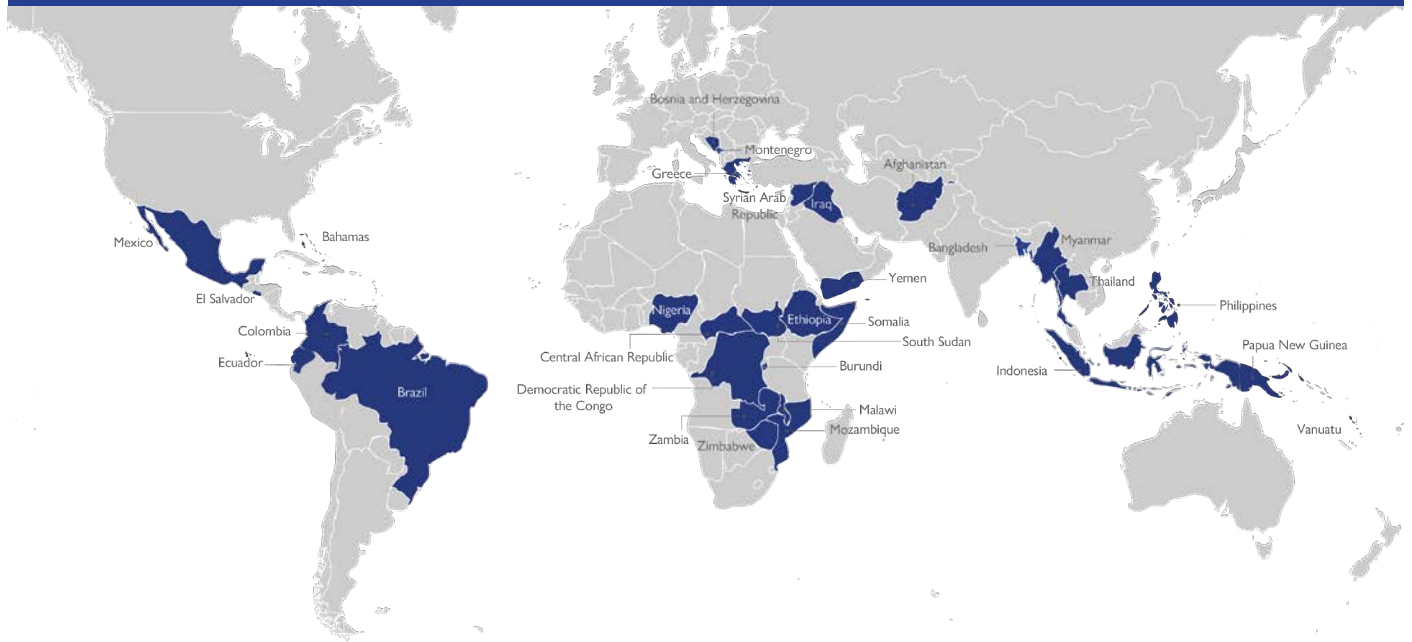 Bosnia and Herzegovina
Montenegro
Greece
Afghanistan
Syrian Arab
Republic
Iraq
Mexico
Bahamas
Bangladesh
Myanmar
Thailand
Yemen
El Salvador
Nigeria
Ethiopia
Somalia
Philippines
Colombia
South Sudan
Papua New Guinea
Central African Republic
Ecuador
Burundi
Indonesia
Brazil
Democratic Republic of
the Congo
Malawi
Mozambique
Vanuatu
Zambia
Zimbabwe